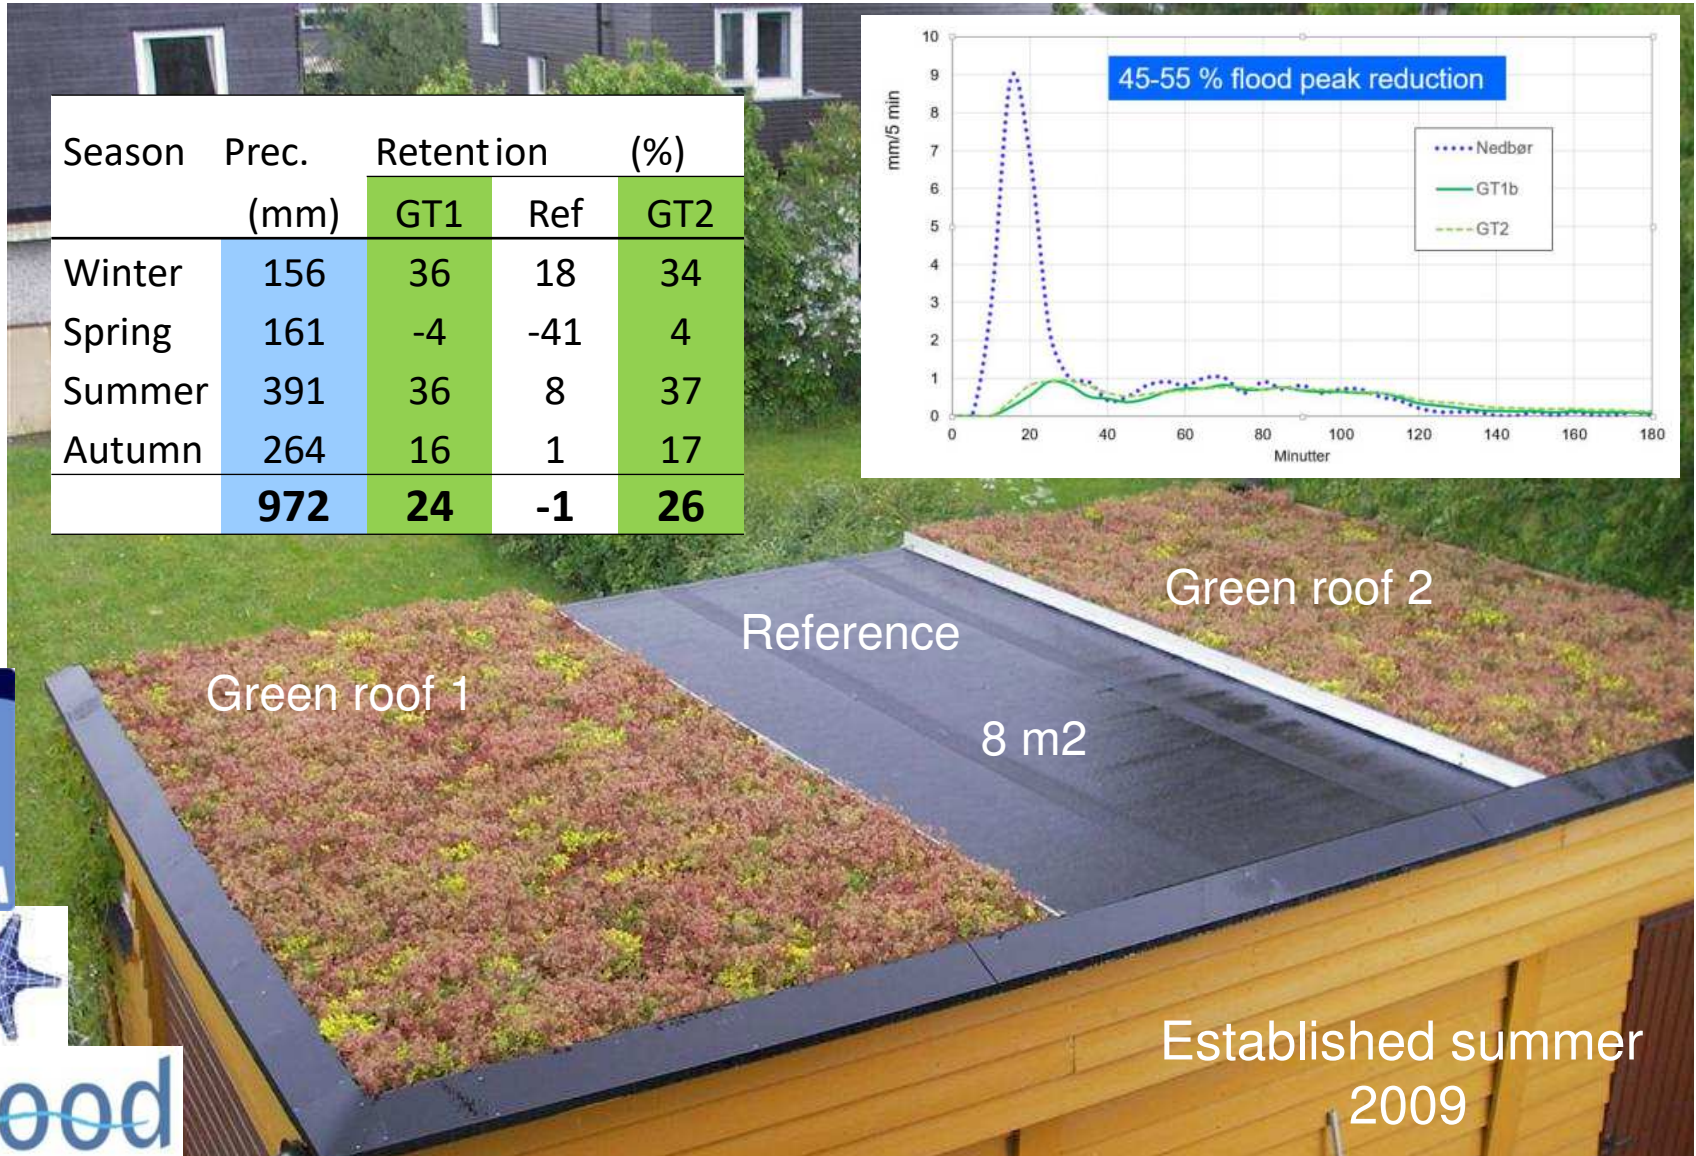 Season Prec. Retention (%)
(mm) GT1 Ref GT2
Winter 156 36 18 34
Spring 161 -4 -41 4
Summer 391 36 8 37
Autumn 264 16 1 17
972 24 -1 26
45-55 % flood peak reduction
mm/5 min
10
9
8
7
6
5
4
3
2
1
0
Nedbør
GT1b
GT2
0 20 40 60 80 100 120 140 160 180
Minutter
Green roof 1
Reference
8 m2
Green roof 2
Established summer
2009
ood